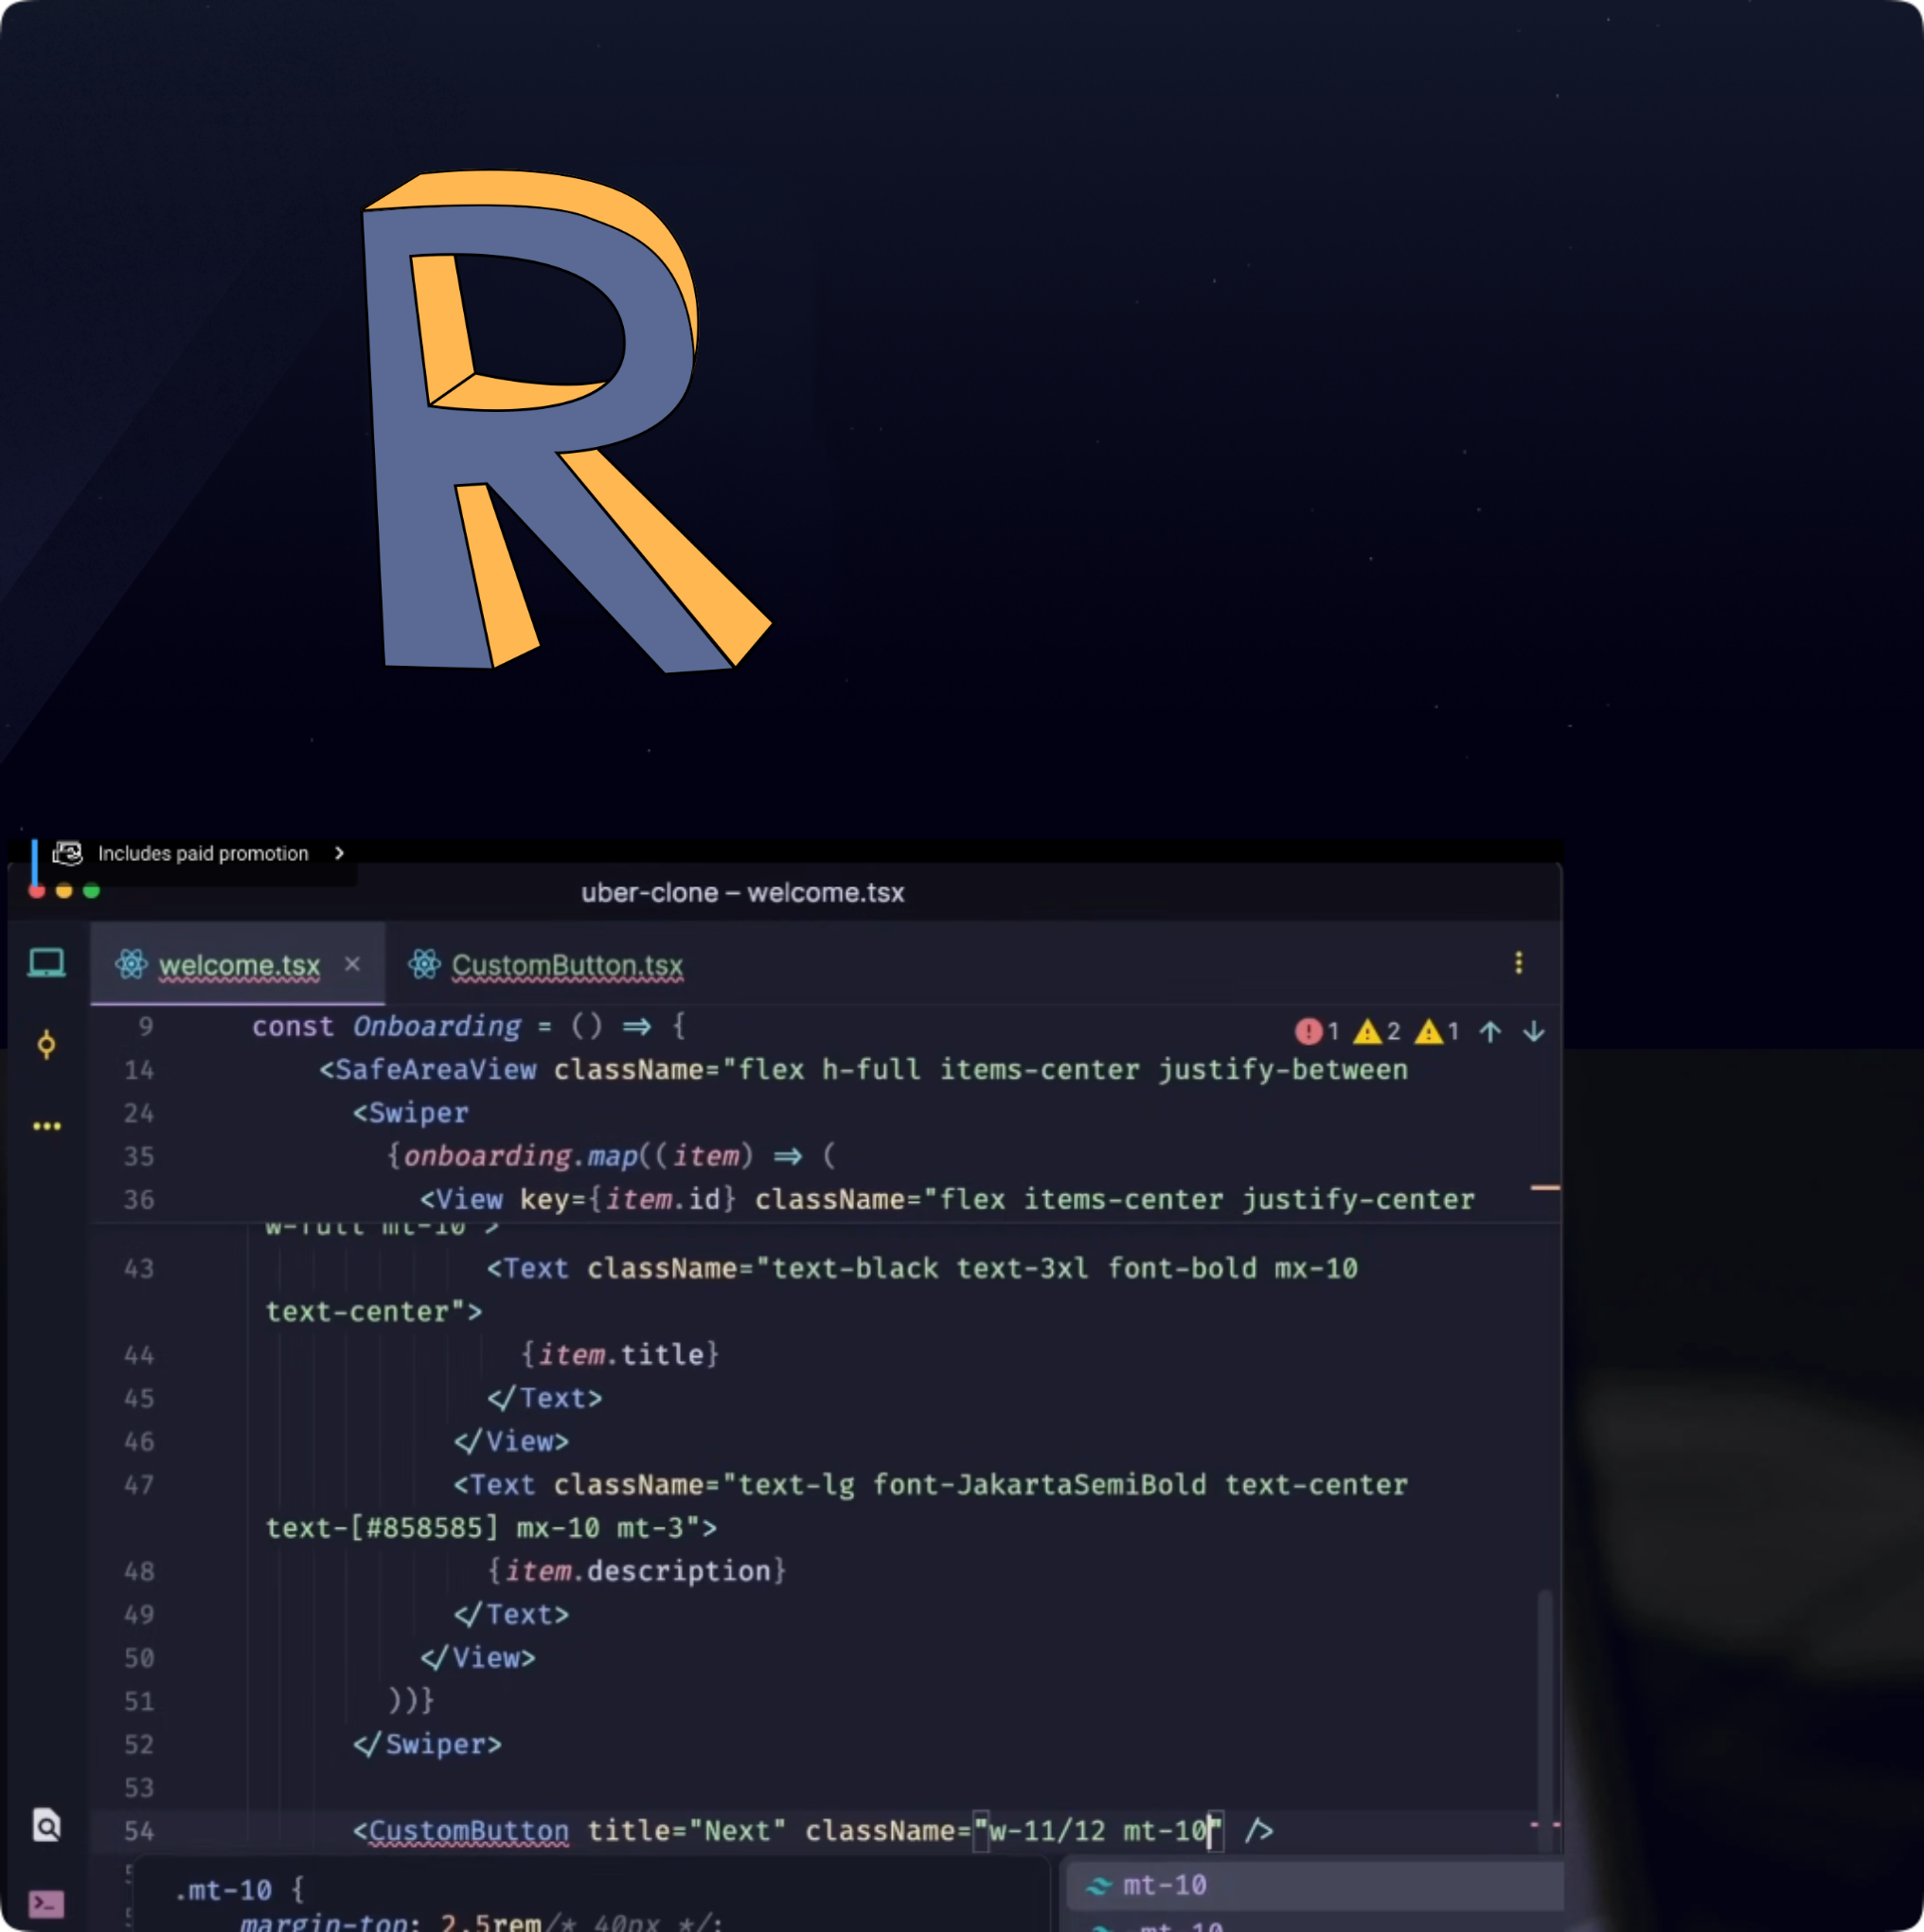 R
Includes paid promotion
uber-clone – welcome.tsx
welcome.tsx × CustomButton.tsx
9 const Onboarding = () => {
1 2 1
14 <SafeAreaView className="flex h-full items-center justify-between
24 <Swiper
35 {onboarding.map((item) => (
36 <View key={item.id} className="flex items-center justify-center
w-full mt-10">
43 <Text className="text-black text-3xl font-bold mx-10
text-center">
44 {item.title}
45 </Text>
46 </View>
47 <Text className="text-lg font-JakartaSemiBold text-center
text-[#858585] mx-10 mt-3">
48 {item.description}
49 </Text>
50 </View>
51 ))}
52 </Swiper>
53
54 <CustomButton title="Next" className="w-11/12 mt-10" />
.mt-10 {
mt-10
margin-top: 2.5rem/* 40px */;
-mt-10